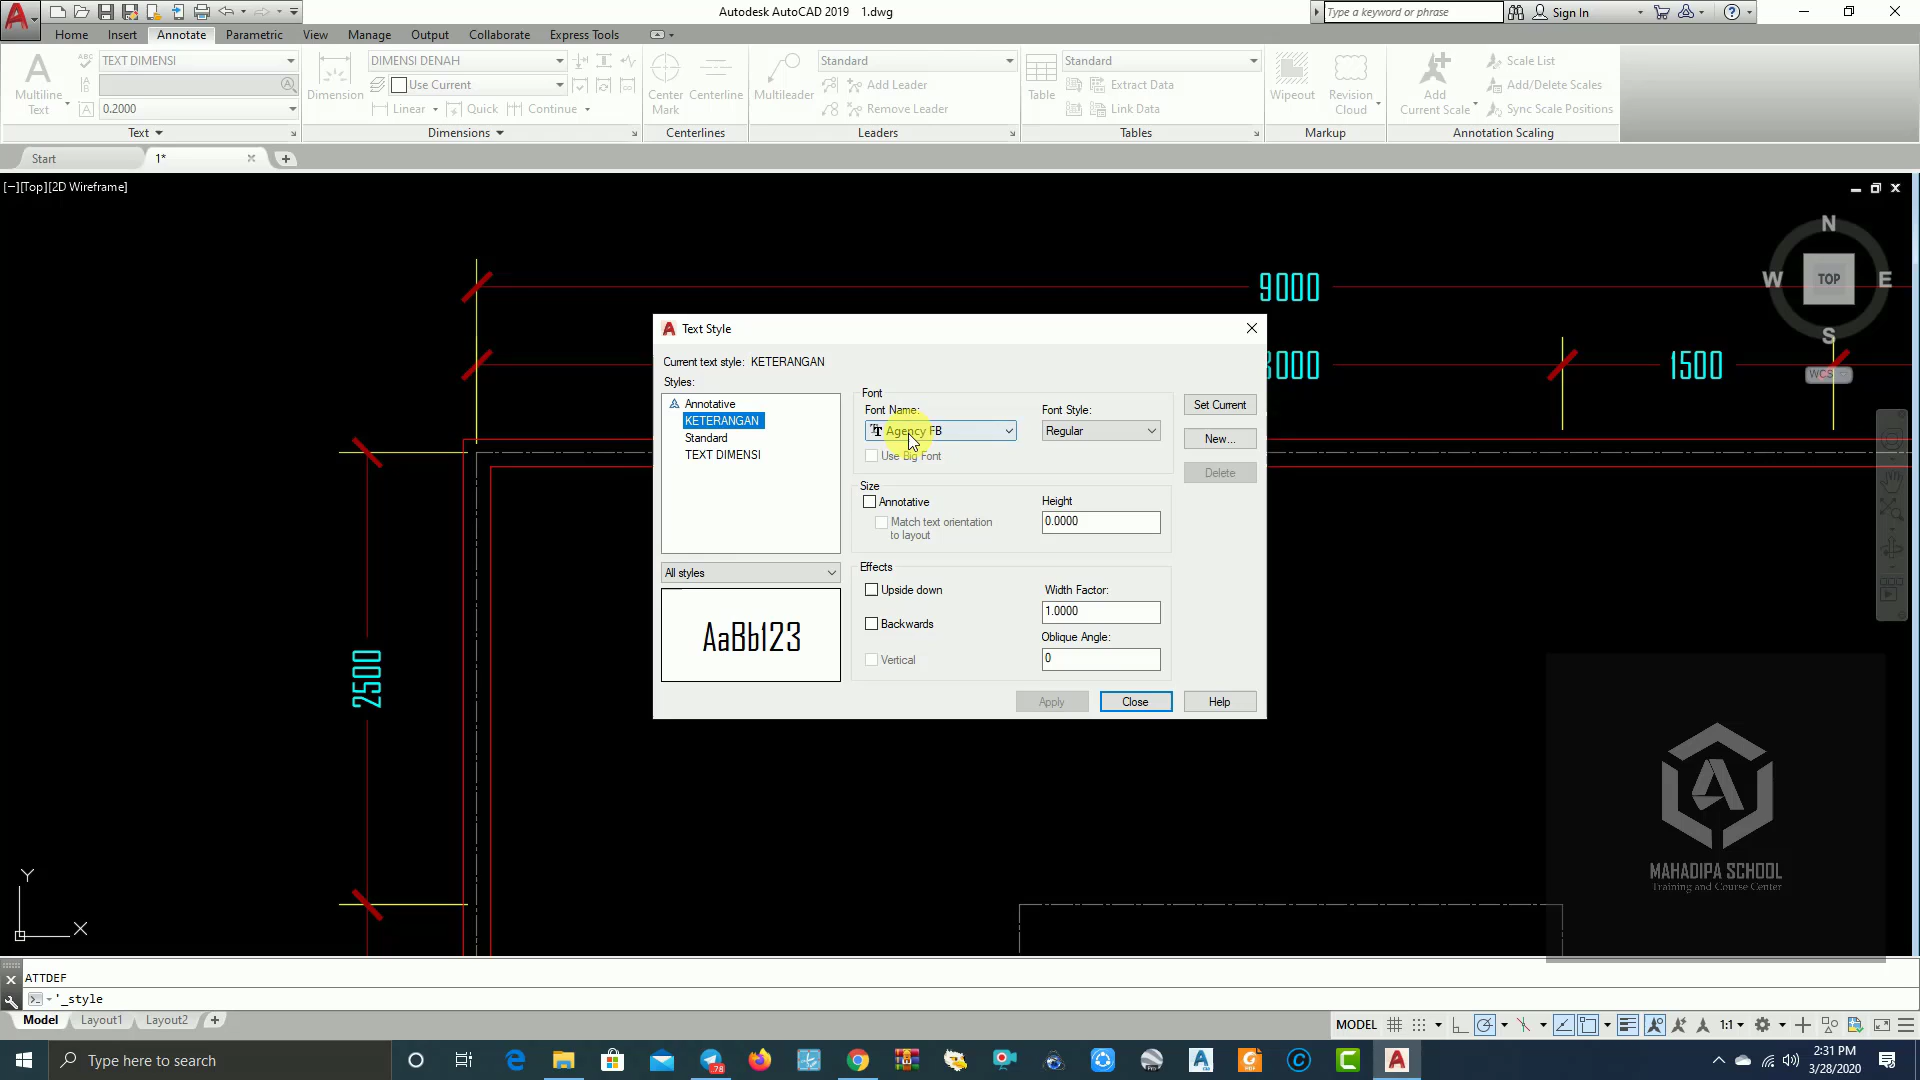 Autodesk AutoCAD 2019 1.dwg
Type a keyword or phrase
Sign In
Home Insert Annotate Parametric View Manage Output Collaborate Express Tools
Multiline Text
TEXT DIMENSI
0.2000
Text
Dimension
DIMENSI DENAH
Use Current
Linear Quick Continue
Dimensions
Center Mark
Centerline
Centerlines
Multileader
Standard
Add Leader
Remove Leader
Leaders
Table
Standard
Extract Data
Link Data
Tables
Wipeout
Revision Cloud
Markup
Add Current Scale
Scale List
Add/Delete Scales
Sync Scale Positions
Annotation Scaling
Start
1*
[−][Top][2D Wireframe]
N
W TOP E
S
WCS
9000
3000
1500
2500
Text Style
Current text style: KETERANGAN
Styles:
Annotative
KETERANGAN
Standard
TEXT DIMENSI
All styles
AaBb123
Font
Font Name:
Agency FB
Use Big Font
Font Style:
Regular
Size
Annotative
Match text orientation
to layout
Height
0.0000
Effects
Upside down
Backwards
Vertical
Width Factor:
1.0000
Oblique Angle:
0
Set Current
New...
Delete
Apply
Close
Help
MAHADIPA SCHOOL
Training and Course Center
Y
X
ATTDEF
'_style
Model Layout1 Layout2
MODEL
1:1
Type here to search
78
2:31 PM
3/28/2020